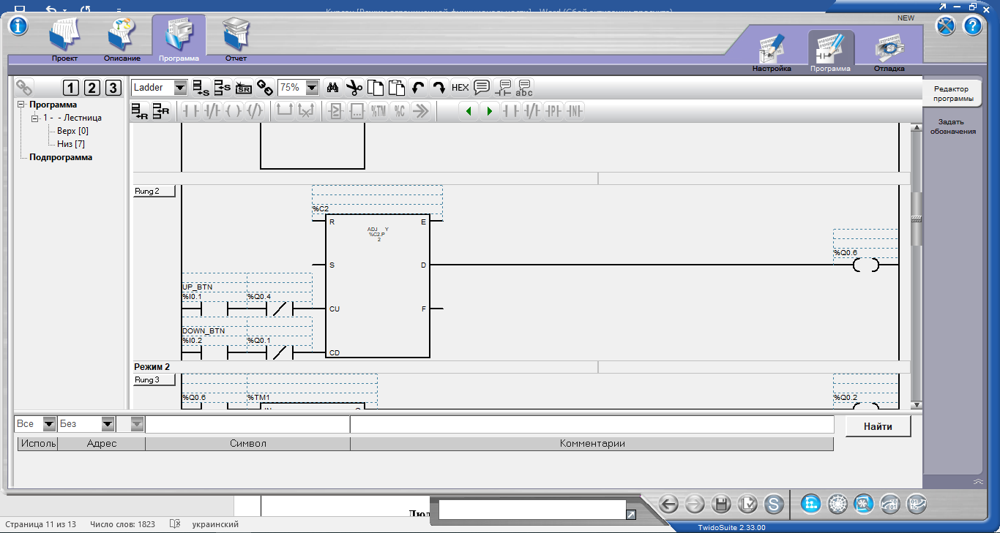 Курсач [Режим ограниченной функциональности] - Word (Сбой активации продукта)
NEW
Проект
Описание
Программа
Отчет
Настройка
Программа
Отладка
1 2 3
Ladder
S
S
SR
75%
HEX
abc
R
R
%TM
%C
P
N
Редактор
программы
Задать
обозначения
Программа
1 - - Лестница
Верх [0]
Низ [7]
Подпрограмма
Rung 2
%C2
R
E
ADJ Y
%C2.P
2
S
D
%Q0.6
UP_BTN
%I0.1
%Q0.4
CU
F
DOWN_BTN
%I0.2
%Q0.1
CD
Режим 2
Rung 3
%Q0.6
%TM1
%Q0.2
Все
Без
Найти
Исполь
Адрес
Символ
Комментарии
Страница 11 из 13
Число слов: 1823
украинский
TwidoSuite 2.33.00